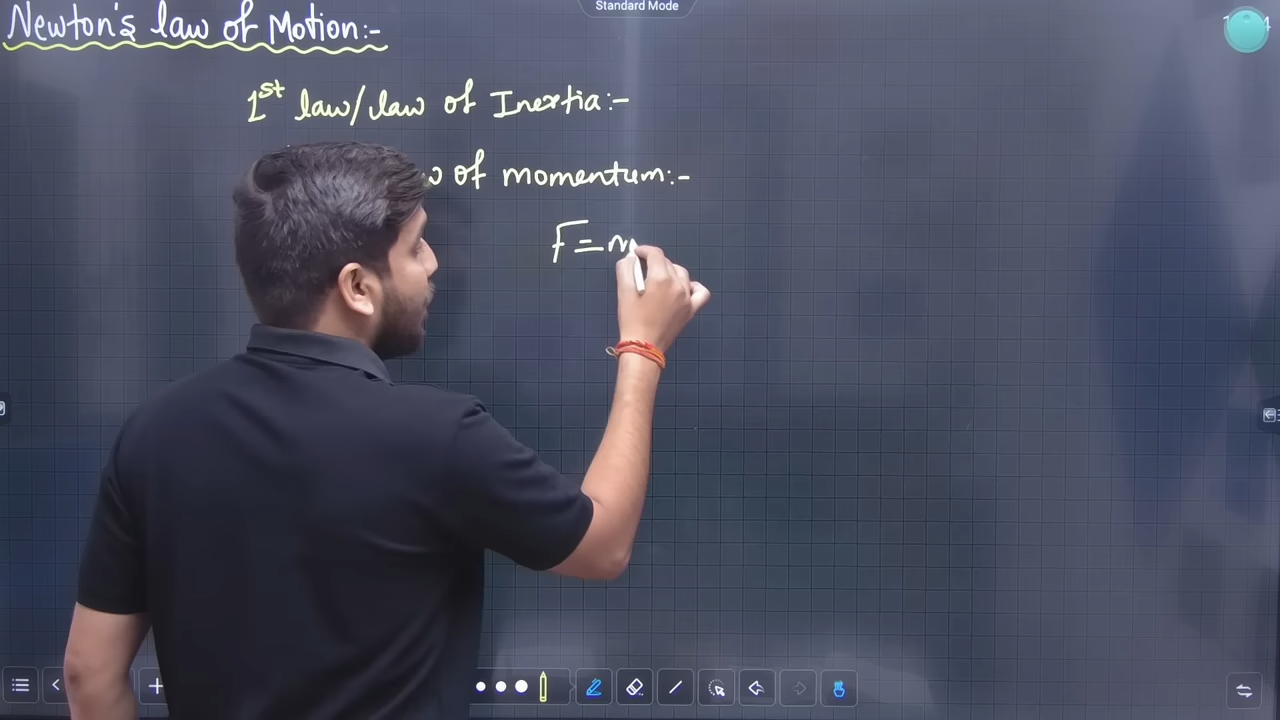 Standard Mode
Newton's law of Motion:-
1st law/law of Inertia:-
of momentum:-
F=m